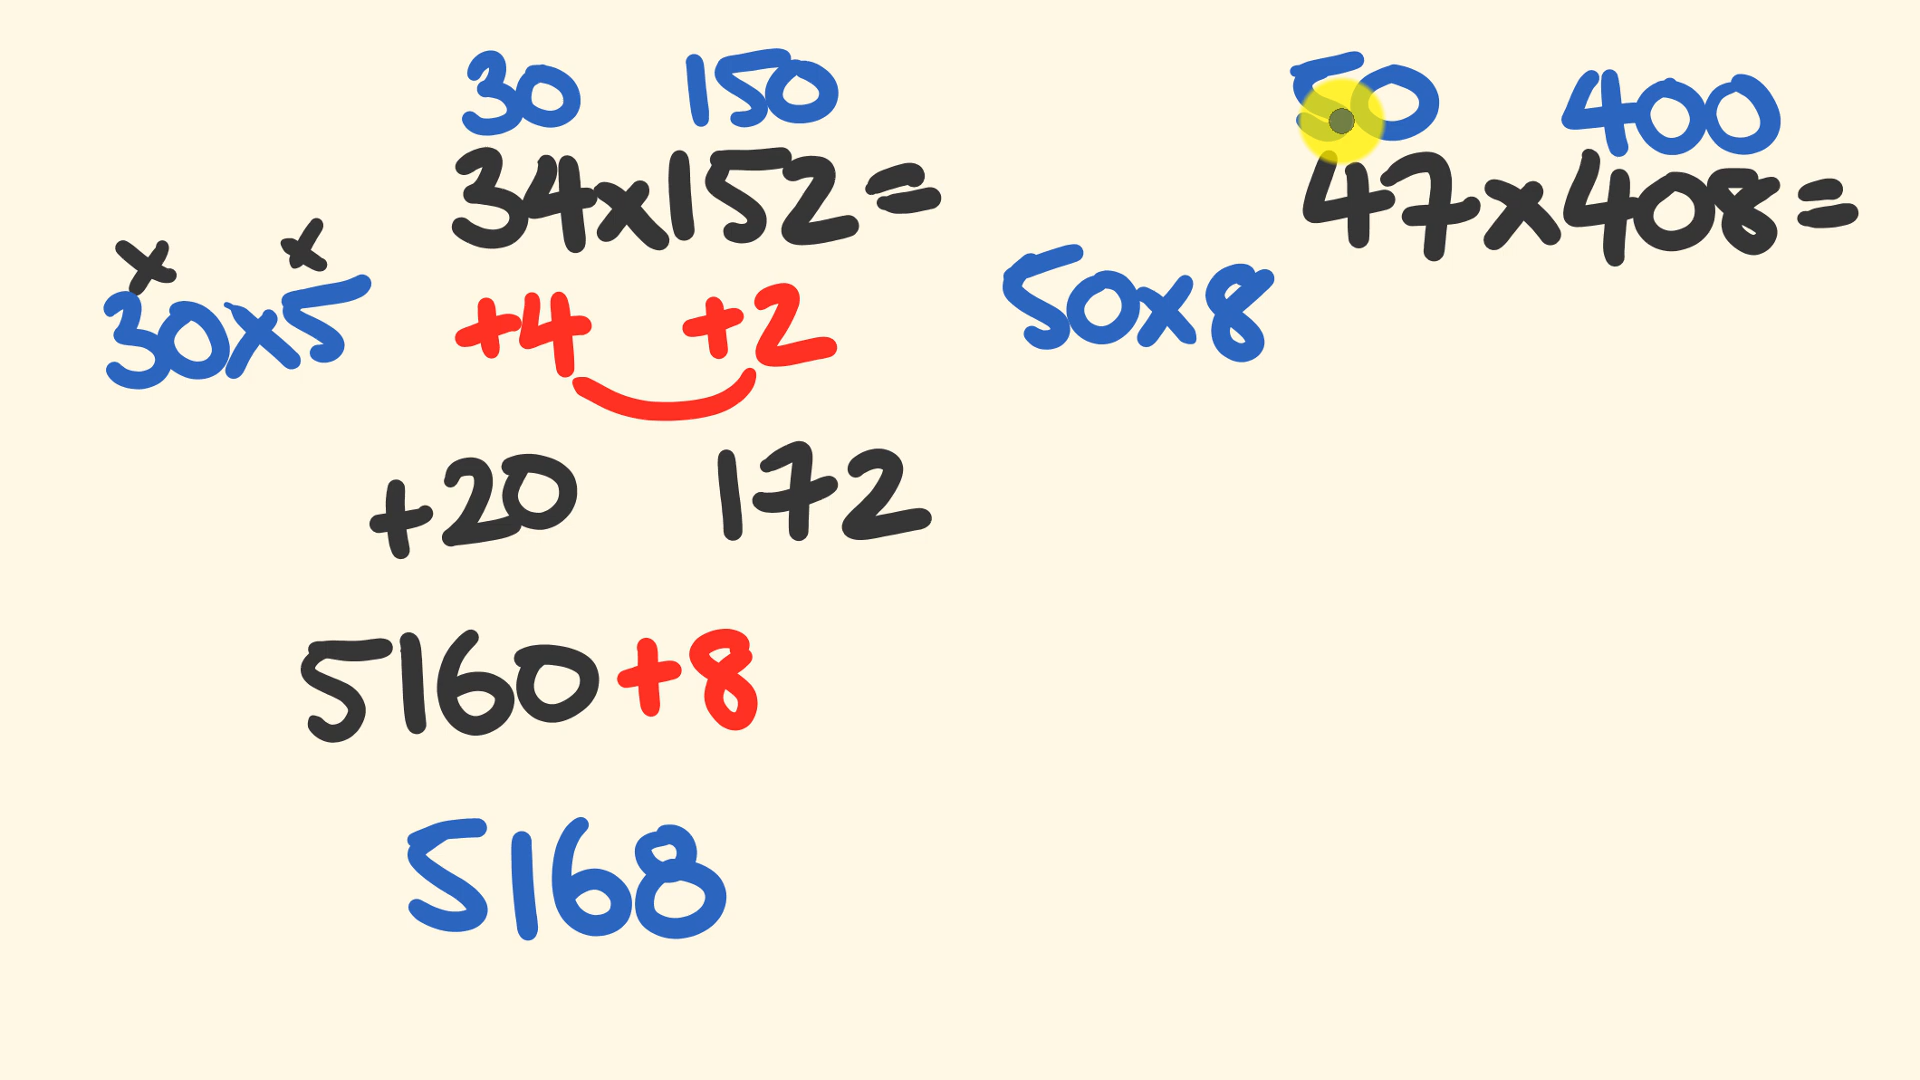 30 150
34x152=
x x
30x5
+4 +2
+20 172
5160+8
5168
50 400
47x408=
50x8